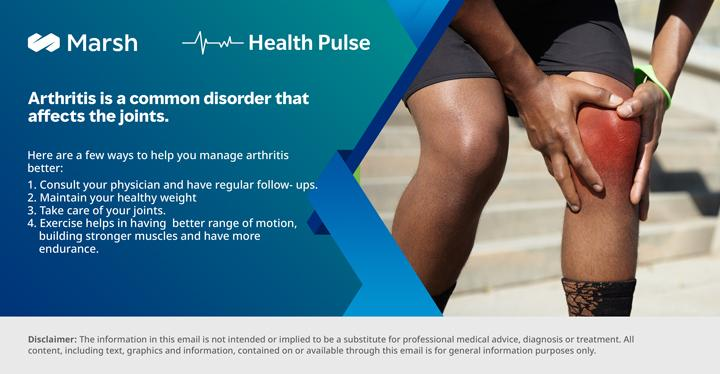 Marsh
Health Pulse
Arthritis is a common disorder that
affects the joints.
Here are a few ways to help you manage arthritis
better:
1. Consult your physician and have regular follow- ups.
2. Maintain your healthy weight
3. Take care of your joints.
4. Exercise helps in having  better range of motion,
building stronger muscles and have more
endurance.
Disclaimer: The information in this email is not intended or implied to be a substitute for professional medical advice, diagnosis or treatment. All
content, including text, graphics and information, contained on or available through this email is for general information purposes only.